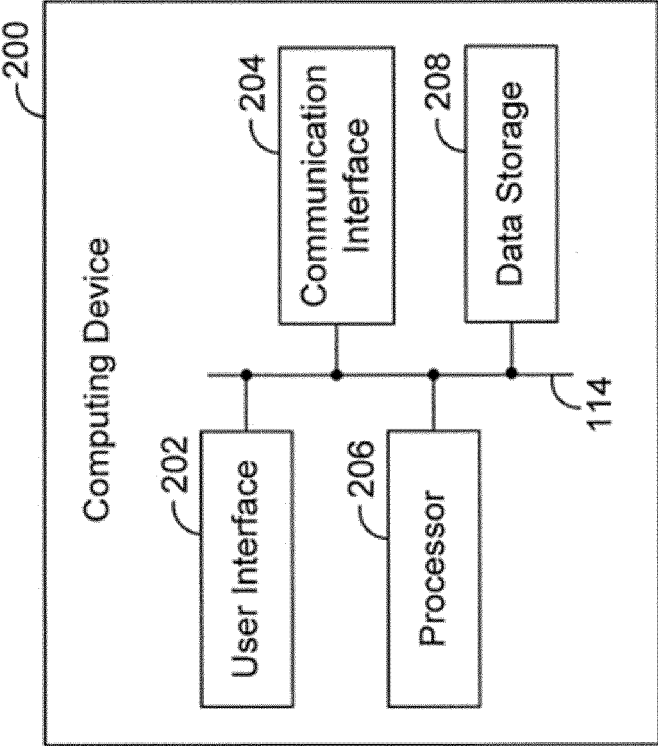 200
Computing Device
202
User Interface
204
Communication
Interface
206
Processor
208
Data Storage
114